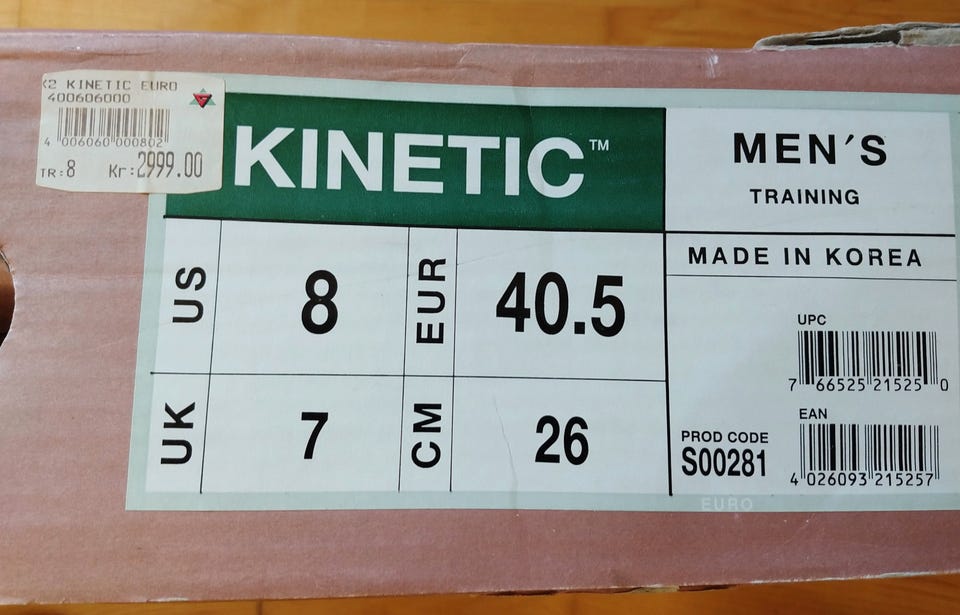 K2 KINETIC EURO
400606000
4 006060 000802
TR:8 Kr:2999.00
KINETIC™
MEN'S
TRAINING
MADE IN KOREA
US 8 EUR 40.5
UK 7 CM 26
UPC
7 66525 21525 0
EAN
4 026093 215257
PROD CODE
S00281
EURO